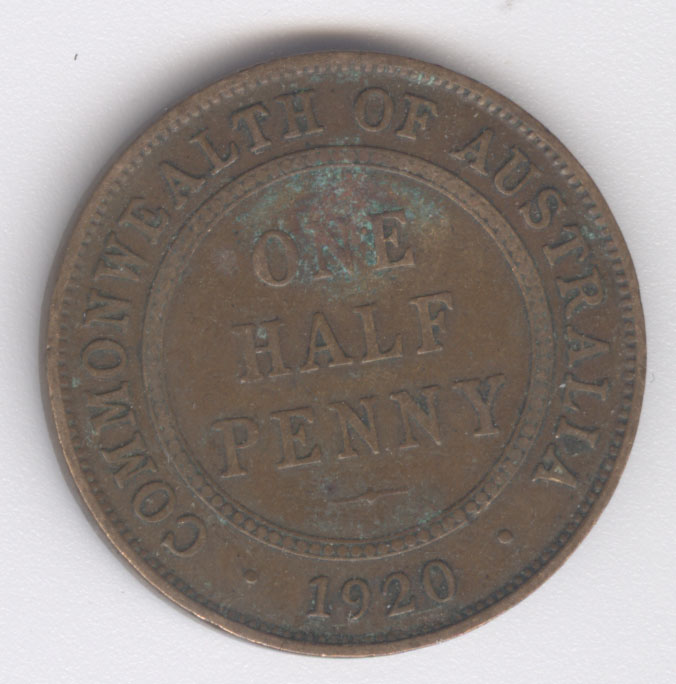 COMMONWEALTH OF AUSTRALIA
ONE
HALF
PENNY
1920